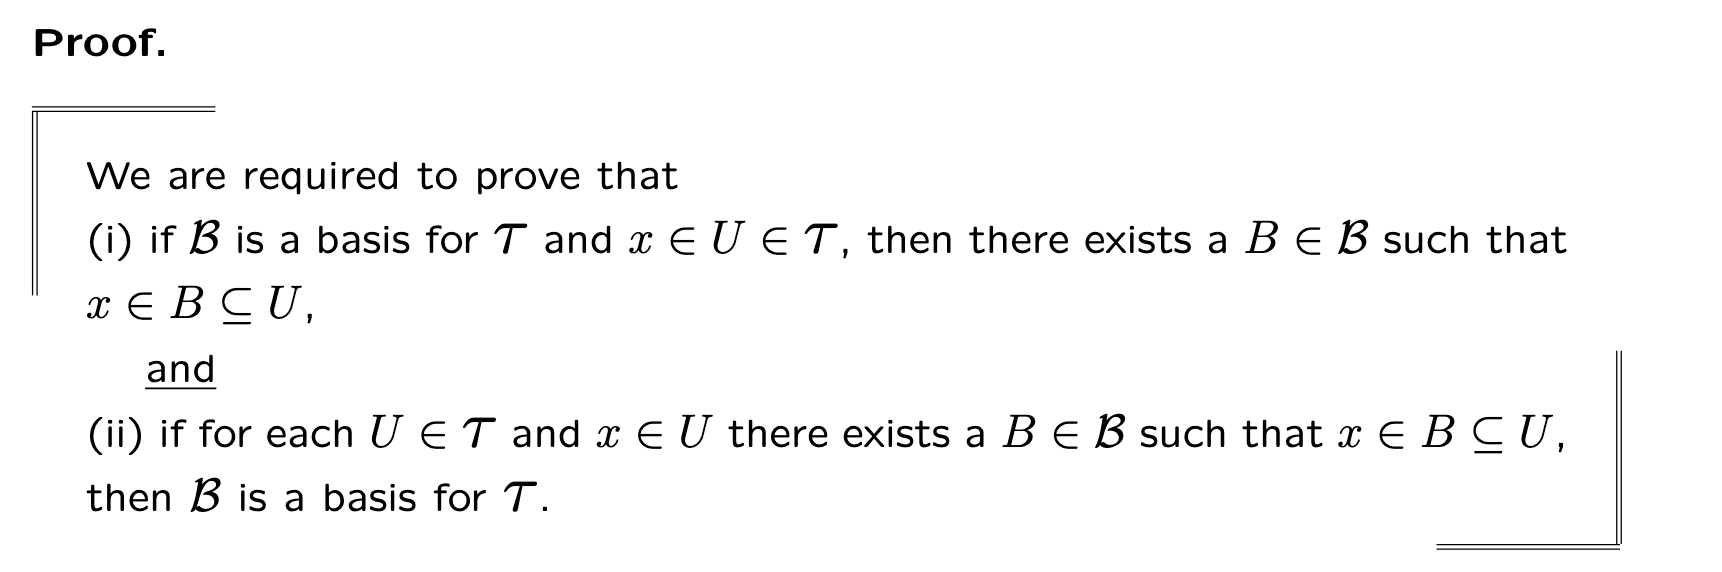 Proof.
We are required to prove that
(i) if 𝓑 is a basis for 𝓣 and x ∈ U ∈ 𝓣, then there exists a B ∈ 𝓑 such that
x ∈ B ⊆ U,
and
(ii) if for each U ∈ 𝓣 and x ∈ U there exists a B ∈ 𝓑 such that x ∈ B ⊆ U,
then 𝓑 is a basis for 𝓣.